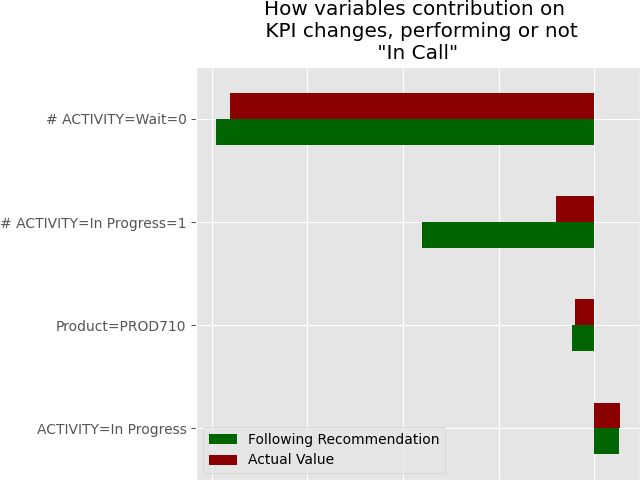 How variables contribution on
KPI changes, performing or not
"In Call"
# ACTIVITY=Wait=0
# ACTIVITY=In Progress=1
Product=PROD710
ACTIVITY=In Progress
Following Recommendation
Actual Value